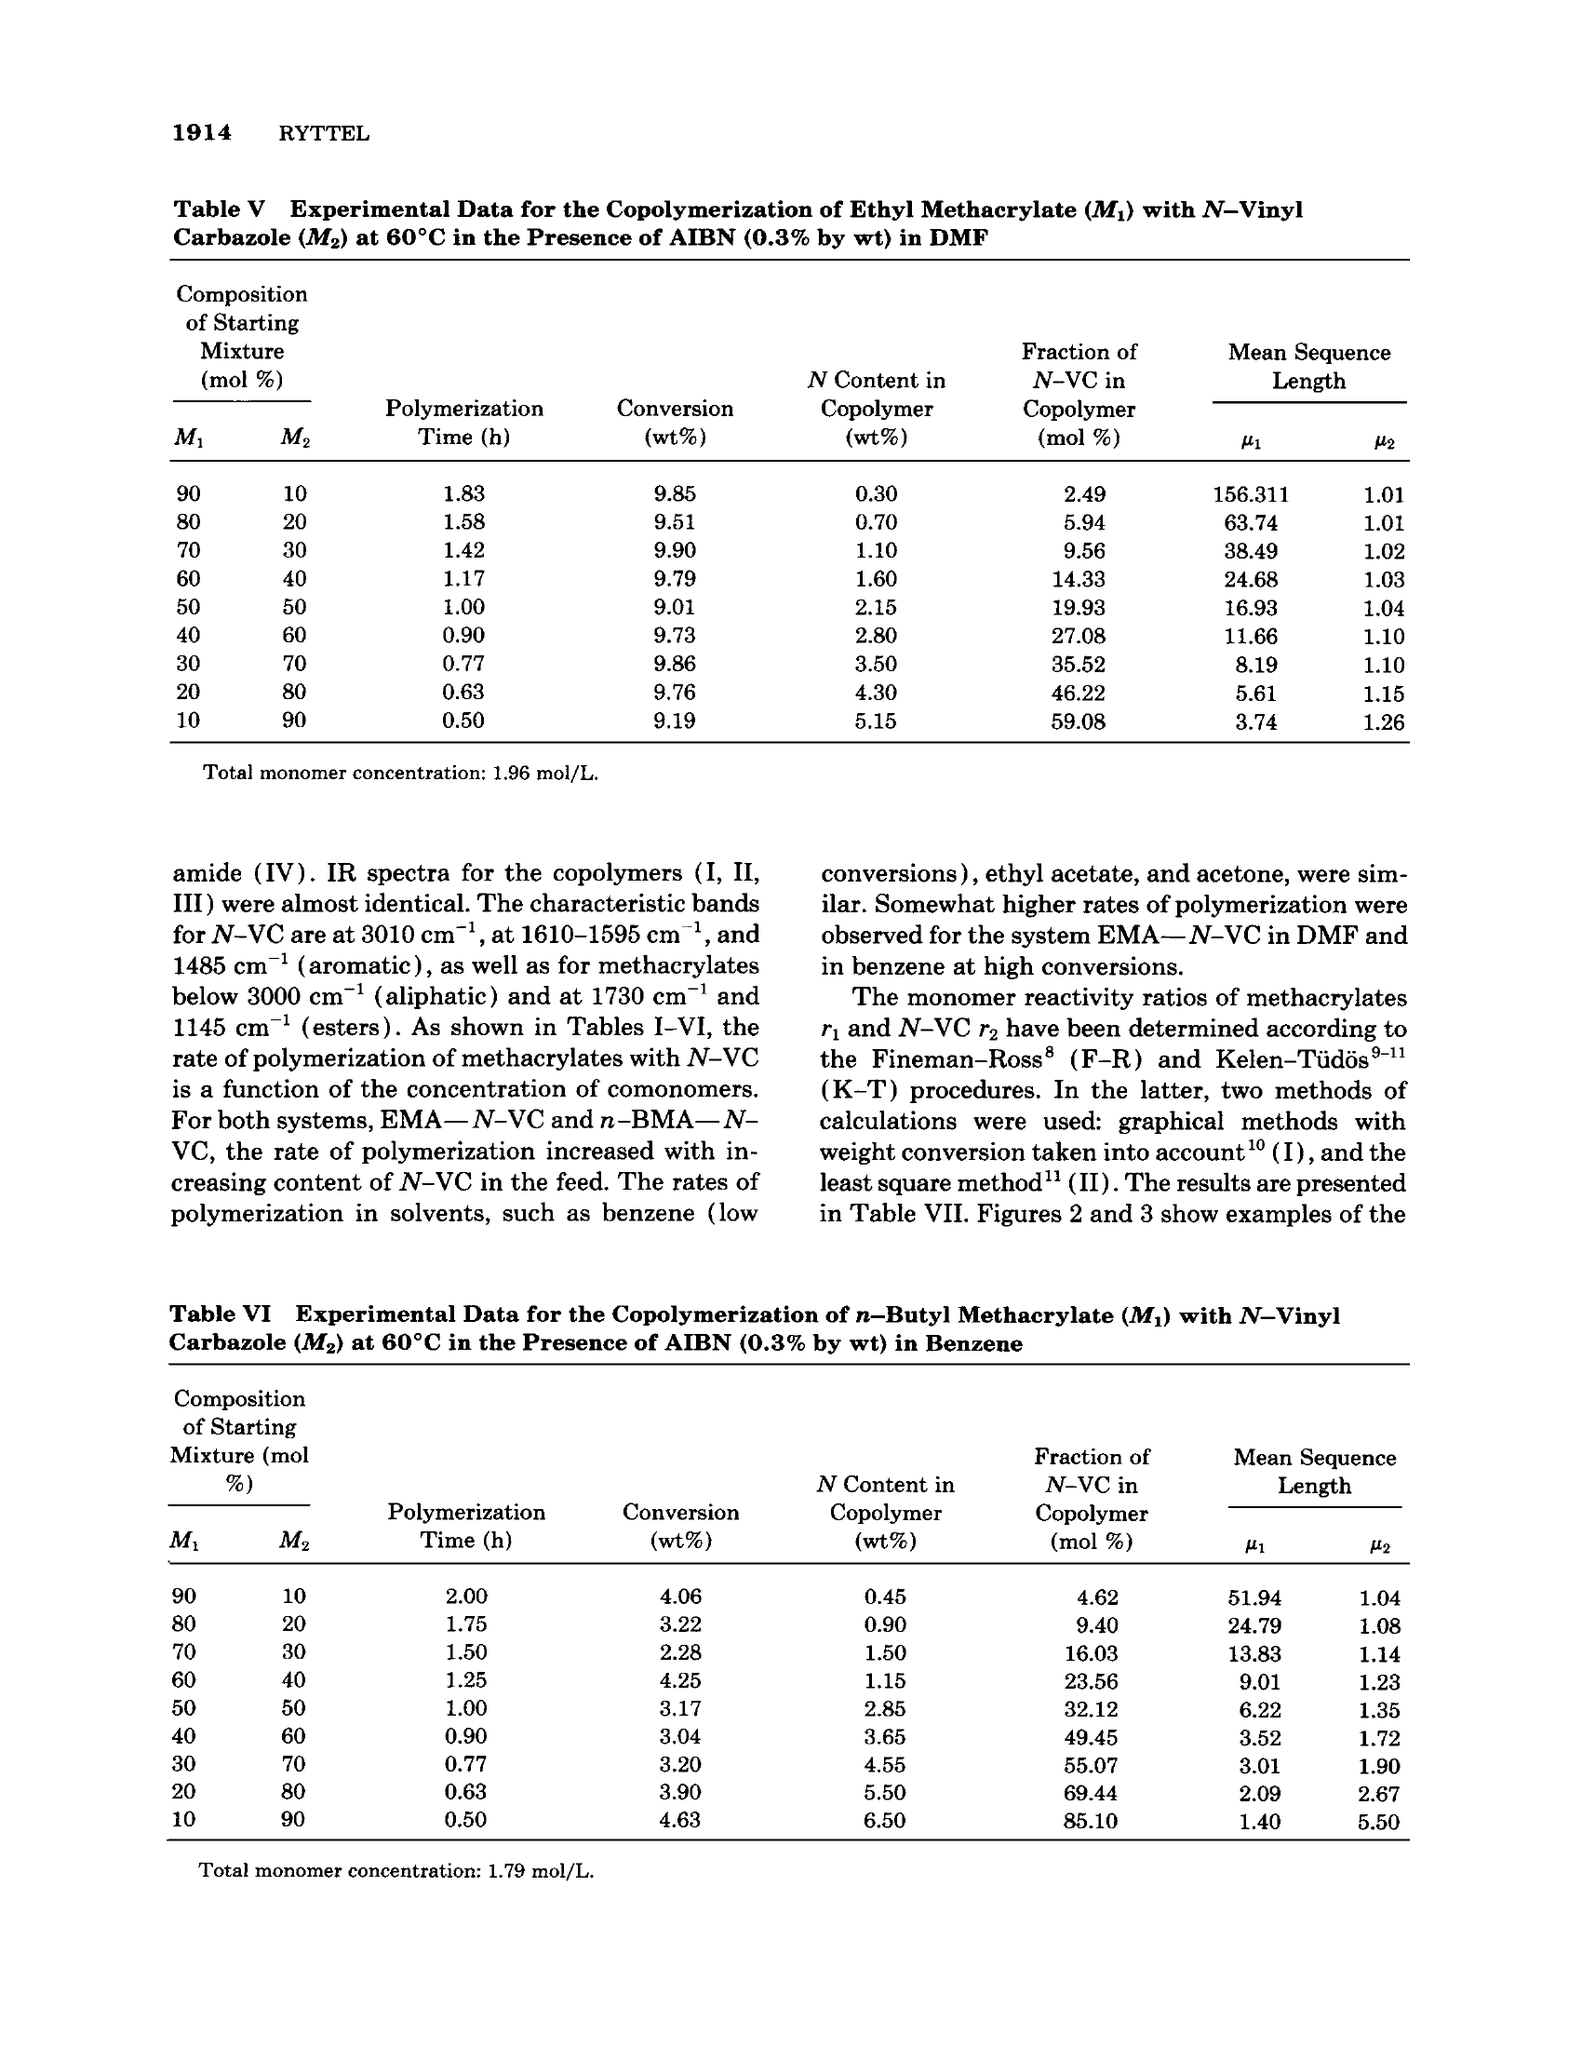 1914 RYTTEL
Table V Experimental Data for the Copolymerization of Ethyl Methacrylate (M₁) with N–Vinyl
Carbazole (M₂) at 60°C in the Presence of AIBN (0.3% by wt) in DMF
Composition
of Starting
Mixture Fraction of Mean Sequence
(mol %) N Content in N–VC in Length
Polymerization Conversion Copolymer Copolymer
M₁ M₂ Time (h) (wt%) (wt%) (mol %) μ₁ μ₂
90 10 1.83 9.85 0.30 2.49 156.311 1.01
80 20 1.58 9.51 0.70 5.94 63.74 1.01
70 30 1.42 9.90 1.10 9.56 38.49 1.02
60 40 1.17 9.79 1.60 14.33 24.68 1.03
50 50 1.00 9.01 2.15 19.93 16.93 1.04
40 60 0.90 9.73 2.80 27.08 11.66 1.10
30 70 0.77 9.86 3.50 35.52 8.19 1.10
20 80 0.63 9.76 4.30 46.22 5.61 1.15
10 90 0.50 9.19 5.15 59.08 3.74 1.26
Total monomer concentration: 1.96 mol/L.
amide (IV). IR spectra for the copolymers (I, II,
III) were almost identical. The characteristic bands
for N–VC are at 3010 cm⁻¹, at 1610–1595 cm⁻¹, and
1485 cm⁻¹ (aromatic), as well as for methacrylates
below 3000 cm⁻¹ (aliphatic) and at 1730 cm⁻¹ and
1145 cm⁻¹ (esters). As shown in Tables I–VI, the
rate of polymerization of methacrylates with N–VC
is a function of the concentration of comonomers.
For both systems, EMA—N–VC and n–BMA—N–
VC, the rate of polymerization increased with in-
creasing content of N–VC in the feed. The rates of
polymerization in solvents, such as benzene (low
conversions), ethyl acetate, and acetone, were sim-
ilar. Somewhat higher rates of polymerization were
observed for the system EMA—N–VC in DMF and
in benzene at high conversions.
The monomer reactivity ratios of methacrylates
r₁ and N–VC r₂ have been determined according to
the Fineman–Ross⁸ (F–R) and Kelen–Tüdös⁹⁻¹¹
(K–T) procedures. In the latter, two methods of
calculations were used: graphical methods with
weight conversion taken into account¹⁰ (I), and the
least square method¹¹ (II). The results are presented
in Table VII. Figures 2 and 3 show examples of the
Table VI Experimental Data for the Copolymerization of n–Butyl Methacrylate (M₁) with N–Vinyl
Carbazole (M₂) at 60°C in the Presence of AIBN (0.3% by wt) in Benzene
Composition
of Starting
Mixture (mol Fraction of Mean Sequence
%) N Content in N–VC in Length
Polymerization Conversion Copolymer Copolymer
M₁ M₂ Time (h) (wt%) (wt%) (mol %) μ₁ μ₂
90 10 2.00 4.06 0.45 4.62 51.94 1.04
80 20 1.75 3.22 0.90 9.40 24.79 1.08
70 30 1.50 2.28 1.50 16.03 13.83 1.14
60 40 1.25 4.25 1.15 23.56 9.01 1.23
50 50 1.00 3.17 2.85 32.12 6.22 1.35
40 60 0.90 3.04 3.65 49.45 3.52 1.72
30 70 0.77 3.20 4.55 55.07 3.01 1.90
20 80 0.63 3.90 5.50 69.44 2.09 2.67
10 90 0.50 4.63 6.50 85.10 1.40 5.50
Total monomer concentration: 1.79 mol/L.